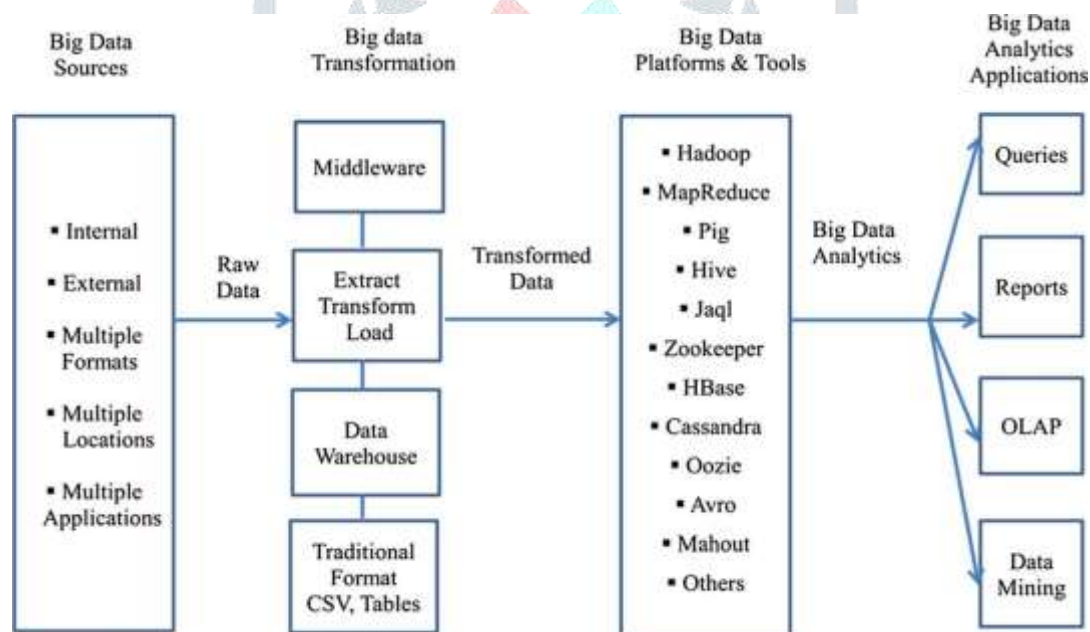 Big Data
Sources
Big data
Transformation
Big Data
Platforms & Tools
Big Data
Analytics
Applications
▪ Internal
▪ External
▪ Multiple
Formats
▪ Multiple
Locations
▪ Multiple
Applications
Raw
Data
Middleware
Extract
Transform
Load
Data
Warehouse
Traditional
Format
CSV, Tables
Transformed
Data
▪ Hadoop
▪ MapReduce
▪ Pig
▪ Hive
▪ Jaql
▪ Zookeeper
▪ HBase
▪ Cassandra
▪ Oozie
▪ Avro
▪ Mahout
▪ Others
Big Data
Analytics
Queries
Reports
OLAP
Data
Mining